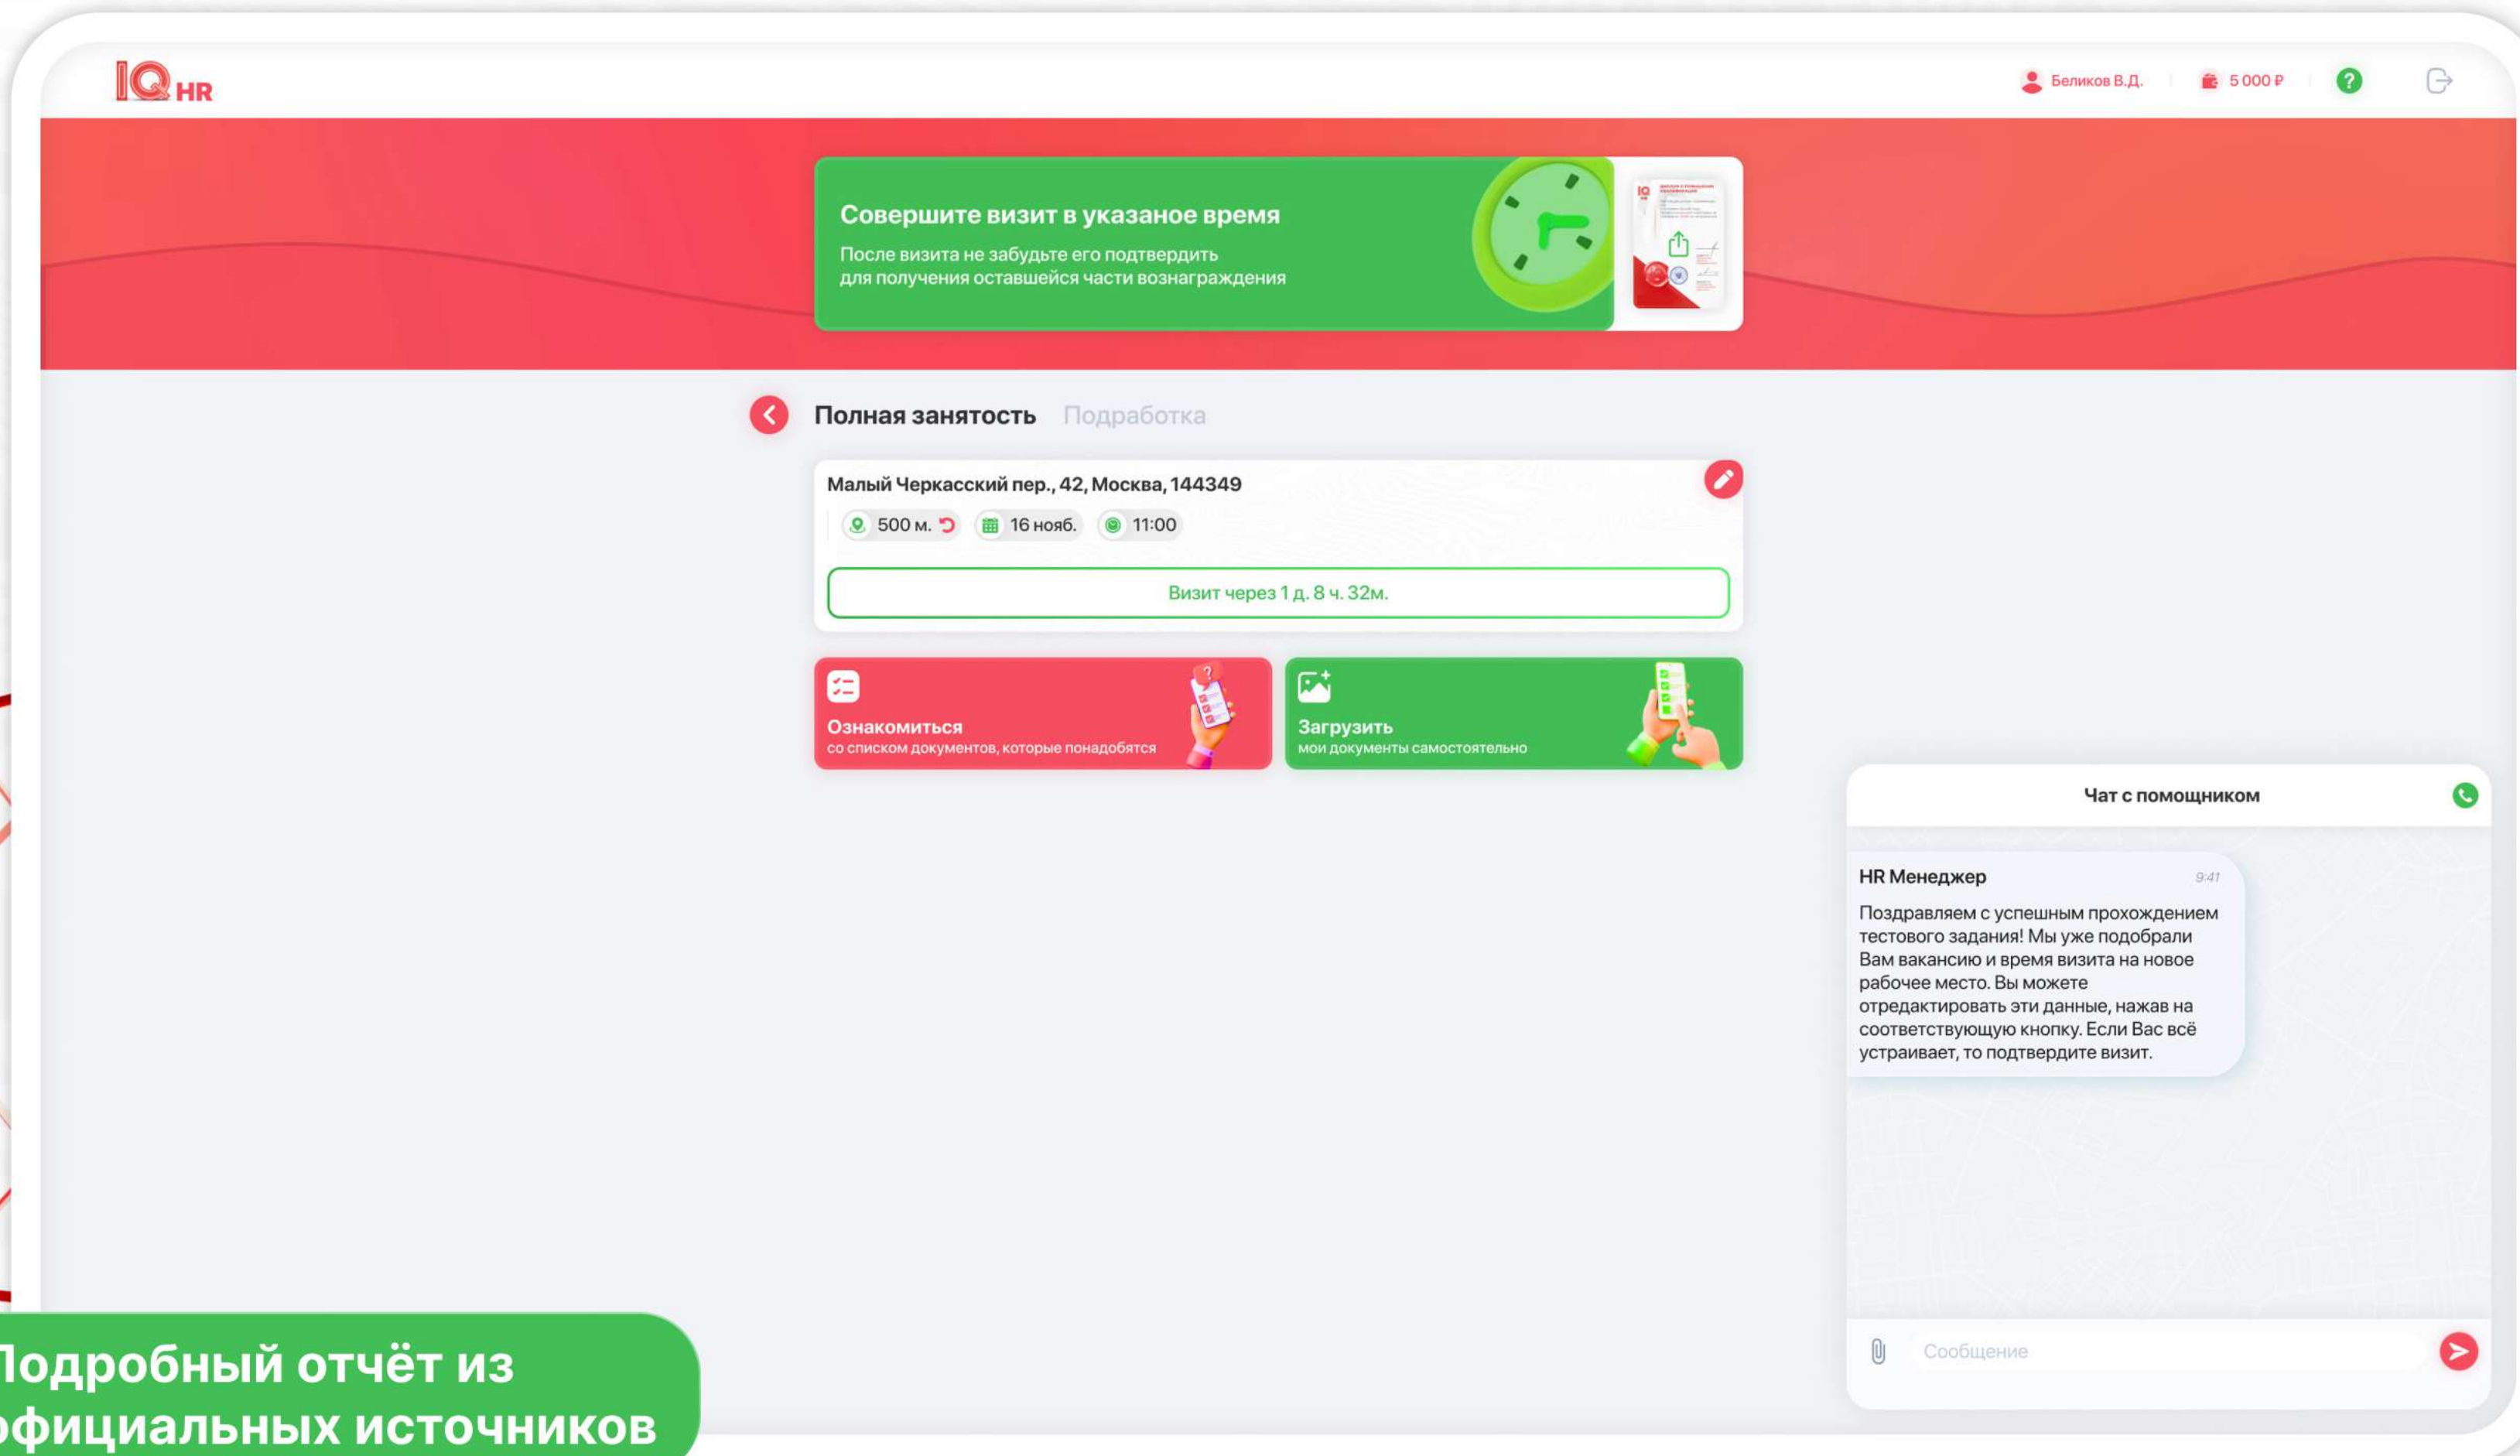 IQ HR
Беликов В.Д.
5 000 ₽
?
Совершите визит в указаное время
После визита не забудьте его подтвердить
для получения оставшейся части вознаграждения
IQ
HR
Полная занятость Подработка
Малый Черкасский пер., 42, Москва, 144349
500 м. 16 нояб. 11:00
Визит через 1 д. 8 ч. 32м.
?
Ознакомиться
со списком документов, которые понадобятся
Загрузить
мои документы самостоятельно
Чат с помощником
HR Менеджер 9:41
Поздравляем с успешным прохождением
тестового задания! Мы уже подобрали
Вам вакансию и время визита на новое
рабочее место. Вы можете
отредактировать эти данные, нажав на
соответствующую кнопку. Если Вас всё
устраивает, то подтвердите визит.
Сообщение
Подробный отчёт из
официальных источников